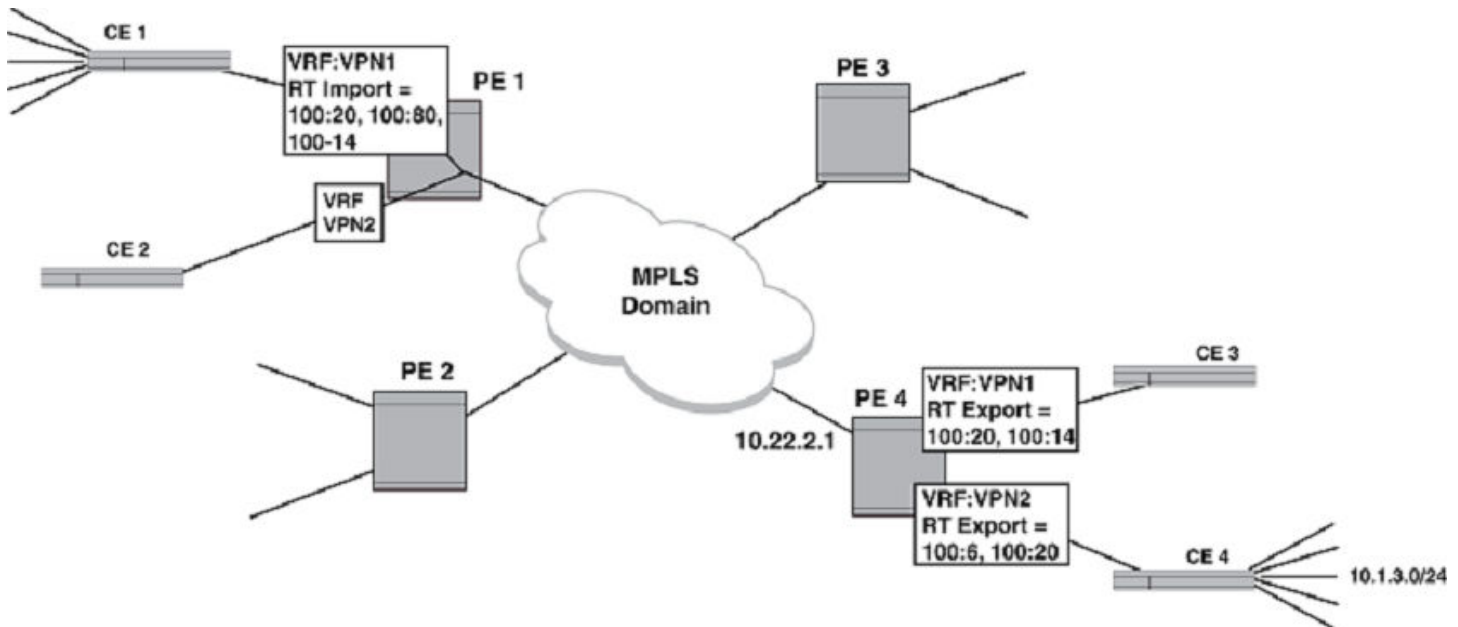 CE 1
VRF:VPN1
RT Import =
100:20, 100:80,
100-14
PE 1
PE 3
VRF
VPN2
CE 2
MPLS
Domain
PE 2
CE 3
VRF:VPN1
RT Export =
100:20, 100:14
PE 4
10.22.2.1
VRF:VPN2
RT Export =
100:6, 100:20
CE 4
10.1.3.0/24